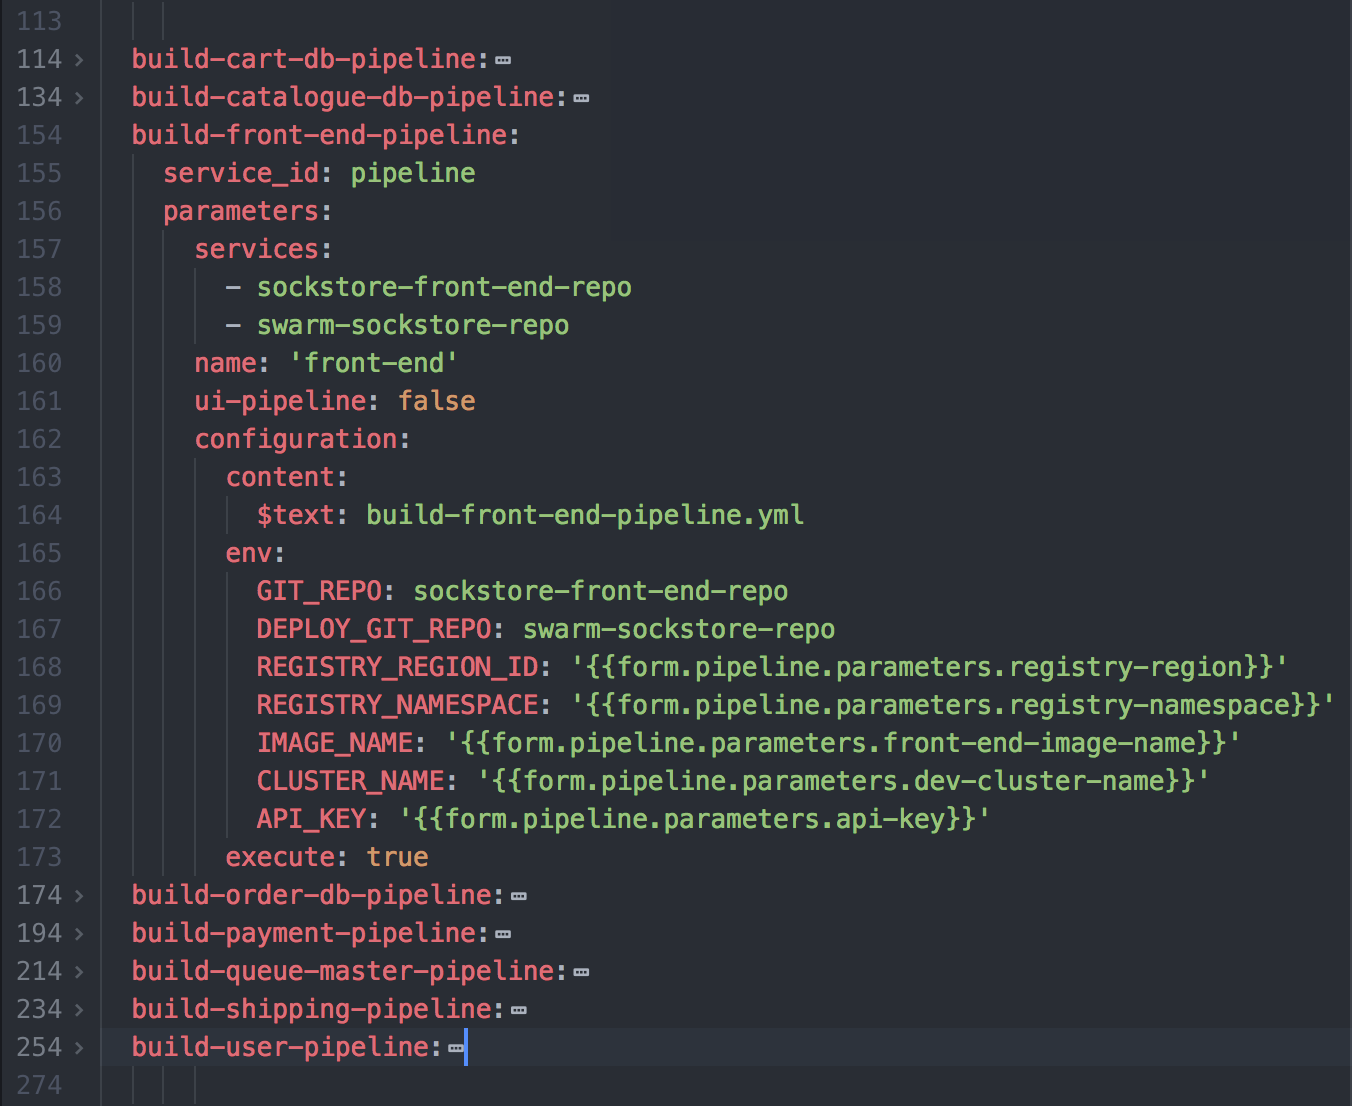 113
114 > build-cart-db-pipeline:
134 > build-catalogue-db-pipeline:
154 build-front-end-pipeline:
155 service_id: pipeline
156 parameters:
157 services:
158 - sockstore-front-end-repo
159 - swarm-sockstore-repo
160 name: 'front-end'
161 ui-pipeline: false
162 configuration:
163 content:
164 $text: build-front-end-pipeline.yml
165 env:
166 GIT_REPO: sockstore-front-end-repo
167 DEPLOY_GIT_REPO: swarm-sockstore-repo
168 REGISTRY_REGION_ID: '{{form.pipeline.parameters.registry-region}}'
169 REGISTRY_NAMESPACE: '{{form.pipeline.parameters.registry-namespace}}'
170 IMAGE_NAME: '{{form.pipeline.parameters.front-end-image-name}}'
171 CLUSTER_NAME: '{{form.pipeline.parameters.dev-cluster-name}}'
172 API_KEY: '{{form.pipeline.parameters.api-key}}'
173 execute: true
174 > build-order-db-pipeline:
194 > build-payment-pipeline:
214 > build-queue-master-pipeline:
234 > build-shipping-pipeline:
254 > build-user-pipeline:
274